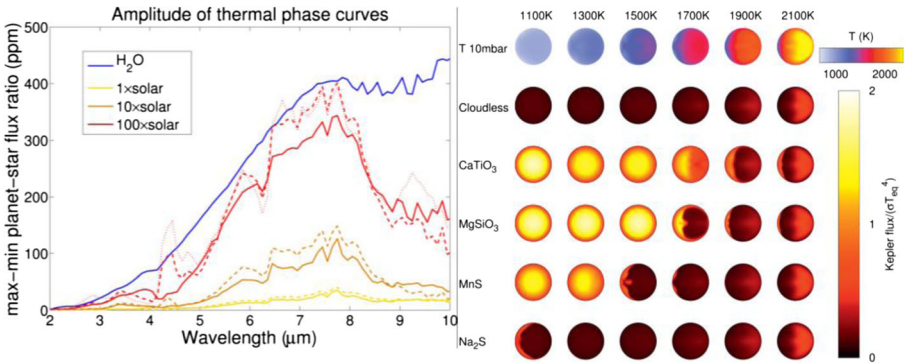 Amplitude of thermal phase curves
max-min planet-star flux ratio (ppm)
500
400
300
200
100
0
H₂O
1×solar
10×solar
100×solar
2 3 4 5 6 7 8 9 10
Wavelength (μm)
1100K 1300K 1500K 1700K 1900K 2100K
T 10mbar
Cloudless
CaTiO₃
MgSiO₃
MnS
Na₂S
T (K)
1000 2000
2
1
0
Kepler flux/(σTeq⁴)